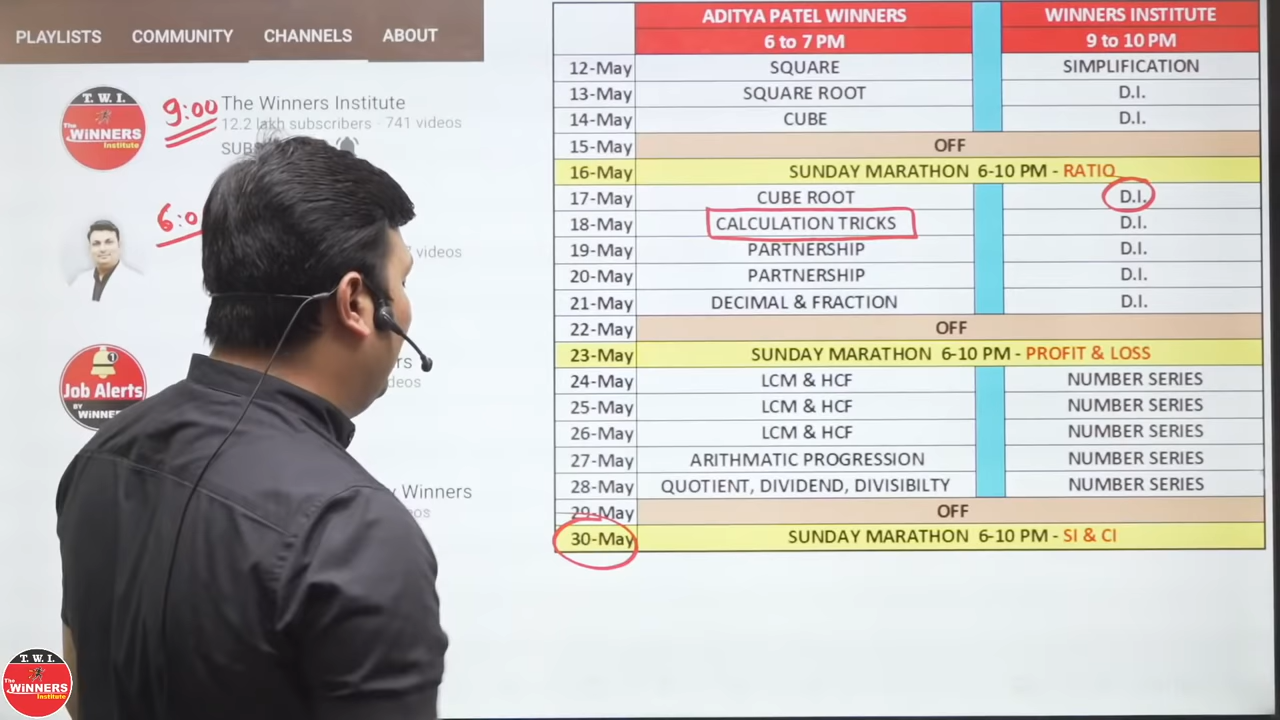 PLAYLISTS COMMUNITY CHANNELS ABOUT
T. W. I.
The
WiNNERS
Institute
9:00
The Winners Institute
12.2 lakh subscribers · 741 videos
SUBS
6:0
Job Alerts
BY WiNNER
Winners
ADITYA PATEL WINNERS WINNERS INSTITUTE
6 to 7 PM 9 to 10 PM
12-May SQUARE SIMPLIFICATION
13-May SQUARE ROOT D.I.
14-May CUBE D.I.
15-May OFF
16-May SUNDAY MARATHON 6-10 PM - RATIO
17-May CUBE ROOT D.I.
18-May CALCULATION TRICKS D.I.
19-May PARTNERSHIP D.I.
20-May PARTNERSHIP D.I.
21-May DECIMAL & FRACTION D.I.
22-May OFF
23-May SUNDAY MARATHON 6-10 PM - PROFIT & LOSS
24-May LCM & HCF NUMBER SERIES
25-May LCM & HCF NUMBER SERIES
26-May LCM & HCF NUMBER SERIES
27-May ARITHMATIC PROGRESSION NUMBER SERIES
28-May QUOTIENT, DIVIDEND, DIVISIBILTY NUMBER SERIES
29-May OFF
30-May SUNDAY MARATHON 6-10 PM - SI & CI
T. W. I.
The
WiNNERS
Institute